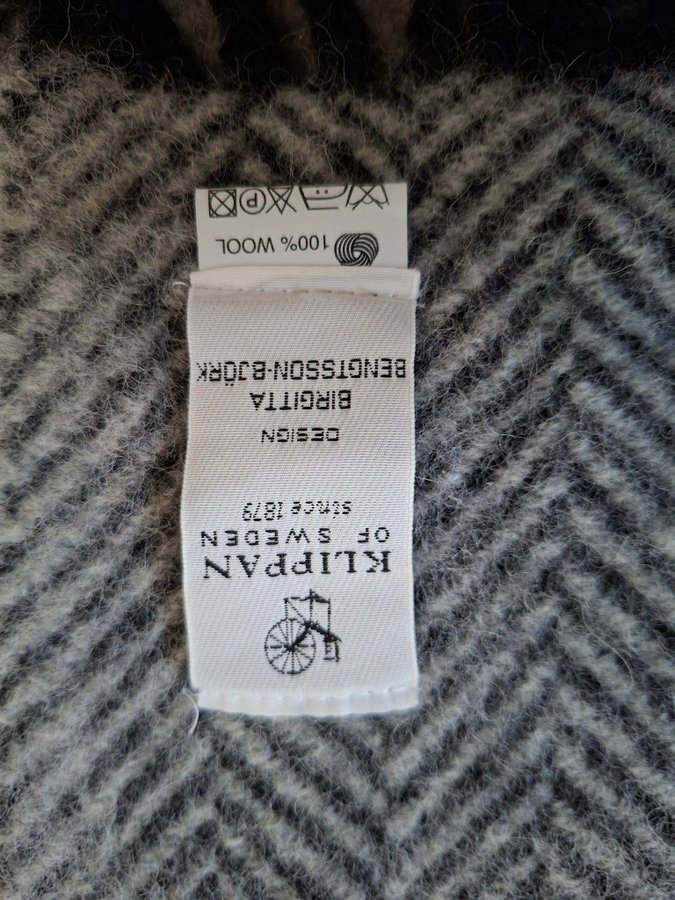 KLIPPAN
OF SWEDEN
since 1879
DESIGN
BIRGITTA
BENGTSSON-BJÖRK
100% WOOL
P